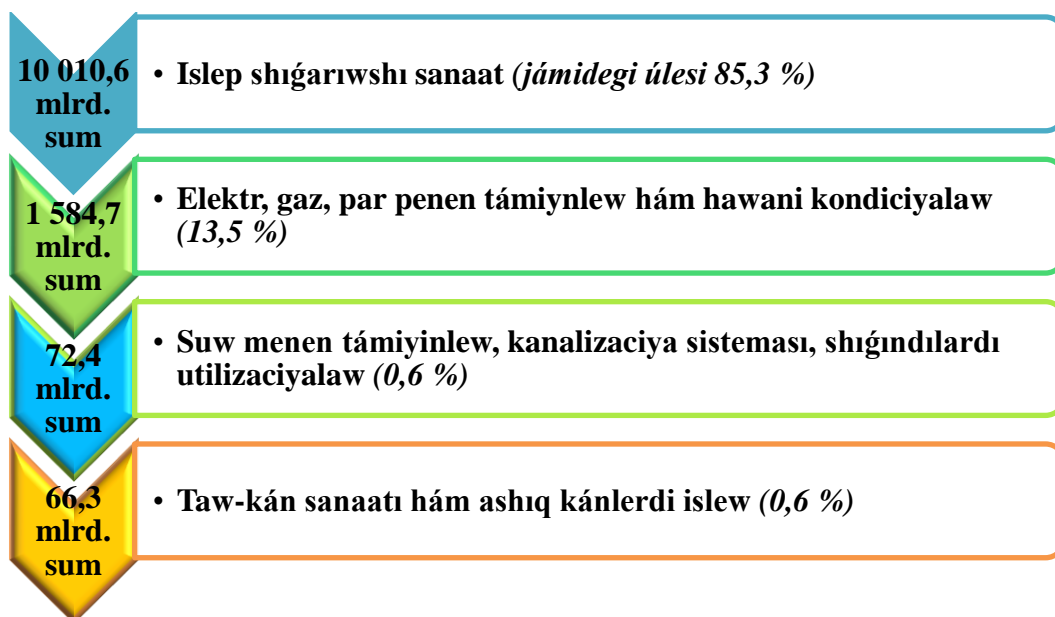 10 010,6
mlrd.
sum
• Islep shıǵarıwshı sanaat (jámidegi úlesi 85,3 %)
1 584,7
mlrd.
sum
• Elektr, gaz, par penen támiynlew hám hawani kondiciyalaw
(13,5 %)
72,4
mlrd.
sum
• Suw menen támiyinlew, kanalizaciya sisteması, shıǵındılardı
utilizaciyalaw (0,6 %)
66,3
mlrd.
sum
• Taw-kán sanaatı hám ashıq kánlerdi islew (0,6 %)